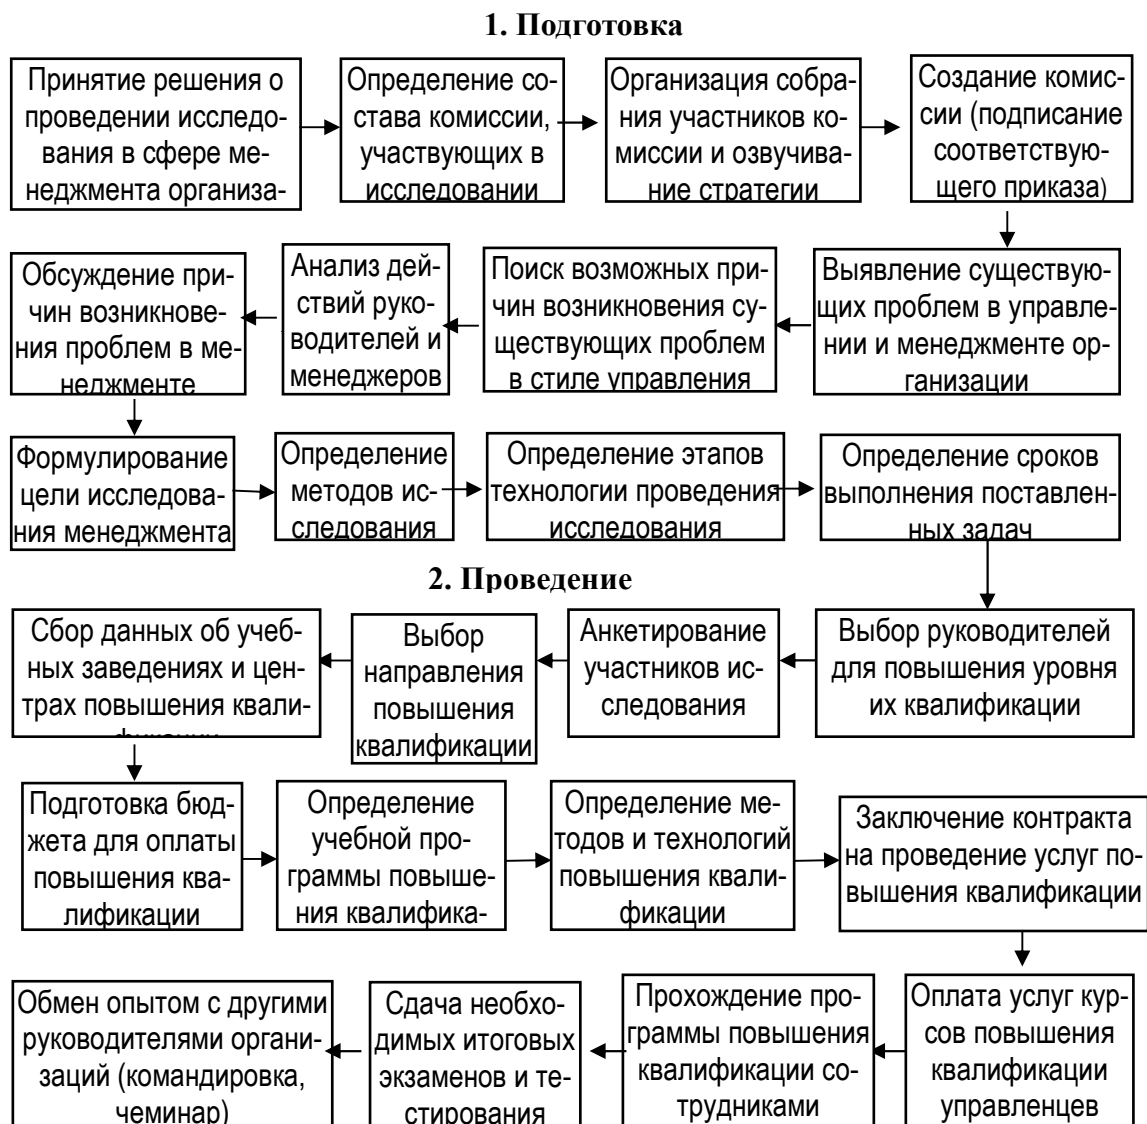 1. Подготовка
Принятие решения о
проведении исследо-
вания в сфере ме-
неджмента организа-
Определение со-
става комиссии,
участвующих в
исследовании
Организация собра-
ния участников ко-
миссии и озвучива-
ние стратегии
Создание комис-
сии (подписание
соответствую-
щего приказа)
Выявление существую-
щих проблем в управле-
нии и менеджменте ор-
ганизации
Поиск возможных при-
чин возникновения су-
ществующих проблем
в стиле управления
Анализ дей-
ствий руко-
водителей и
менеджеров
Обсуждение при-
чин возникнове-
ния проблем в ме-
неджменте
Формулирование
цели исследова-
ния менеджмента
Определение
методов ис-
следования
Определение этапов
технологии проведения
исследования
Определение сроков
выполнения поставлен-
ных задач
2. Проведение
Выбор руководителей
для повышения уровня
их квалификации
Анкетирование
участников ис-
следования
Выбор
направления
повышения
квалификации
Сбор данных об учеб-
ных заведениях и цен-
трах повышения квали-
Подготовка бюд-
жета для оплаты
повышения ква-
лификации
Определение
учебной про-
граммы повыше-
ния квалифика-
Определение ме-
тодов и технологий
повышения квали-
фикации
Заключение контракта
на проведение услуг по-
вышения квалификации
Оплата услуг кур-
сов повышения
квалификации
управленцев
Прохождение про-
граммы повышения
квалификации со-
трудниками
Сдача необхо-
димых итоговых
экзаменов и те-
стирования
Обмен опытом с другими
руководителями органи-
заций (командировка,
чеминар)